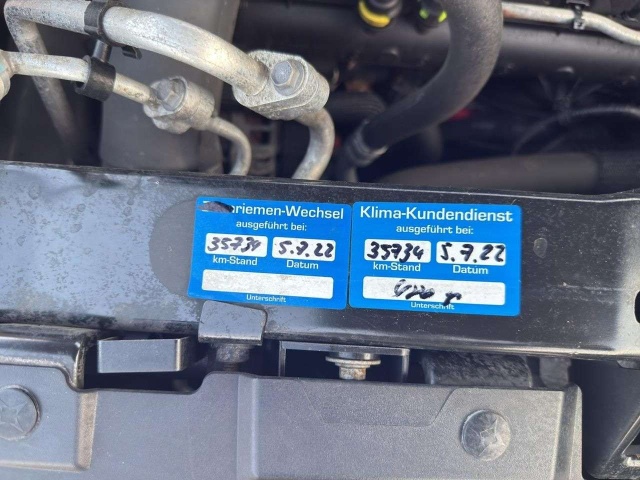 riemen-Wechsel
ausgeführt bei:
35734 5.7.22
km-Stand Datum
Unterschrift
Klima-Kundendienst
ausgeführt bei:
35734 5.7.22
km-Stand Datum
Unterschrift